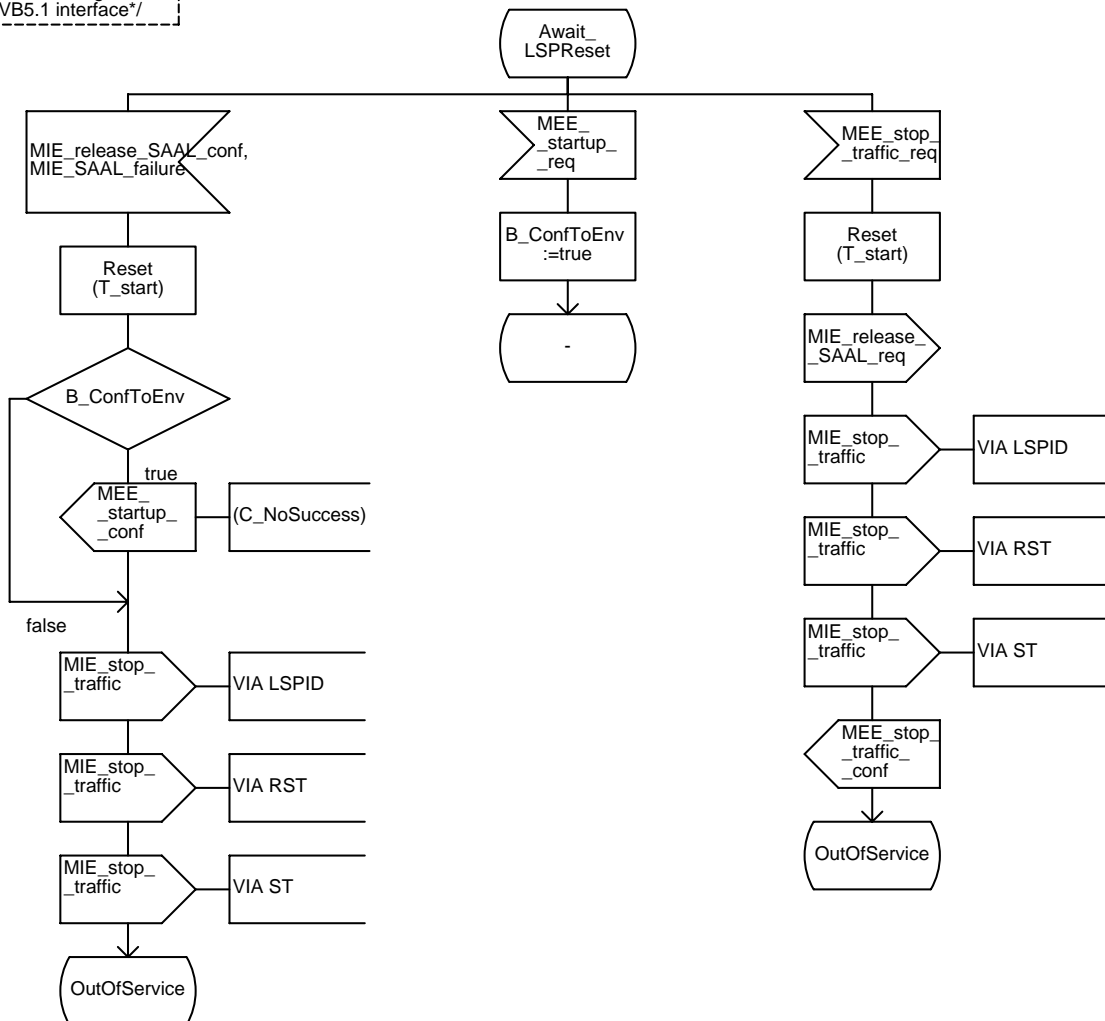 VB5.1 interface*/
Await_
LSPReset
MIE_release_SAAL_conf,
MIE_SAAL_failure
Reset
(T_start)
B_ConfToEnv
true
MEE_
_startup_
_conf
(C_NoSuccess)
false
MIE_stop_
_traffic
VIA LSPID
MIE_stop_
_traffic
VIA RST
MIE_stop_
_traffic
VIA ST
OutOfService
MEE_
_startup_
_req
B_ConfToEnv
:=true
-
MEE_stop_
_traffic_req
Reset
(T_start)
MIE_release_
_SAAL_req
MIE_stop_
_traffic
VIA LSPID
MIE_stop_
_traffic
VIA RST
MIE_stop_
_traffic
VIA ST
MEE_stop_
_traffic_
_conf
OutOfService